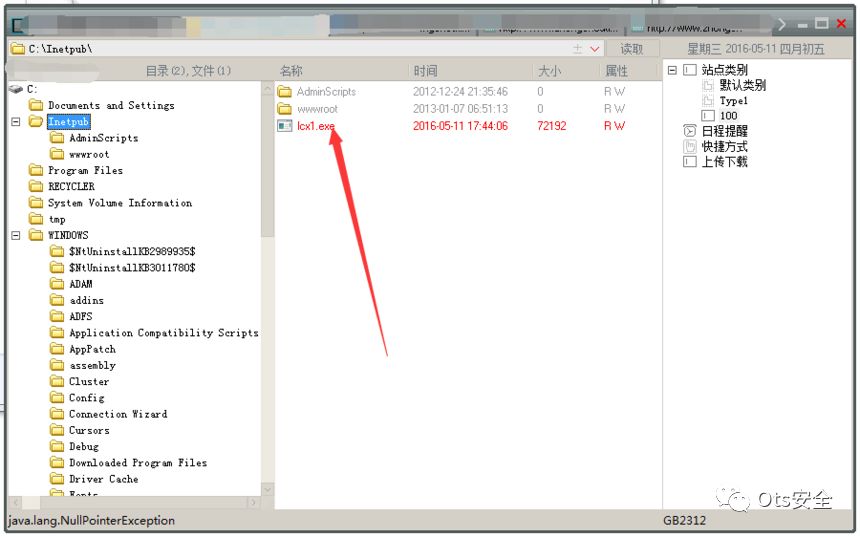 C:\Inetpub\
读取
星期三 2016-05-11 四月初五
目录(2),文件(1)
名称 时间 大小 属性
C:
Documents and Settings
Inetpub
AdminScripts
wwwroot
Program Files
RECYCLER
System Volume Information
tmp
WINDOWS
$NtUninstallKB2989935$
$NtUninstallKB3011780$
ADAM
addins
ADFS
Application Compatibility Scripts
AppPatch
assembly
Cluster
Config
Connection Wizard
Cursors
Debug
Downloaded Program Files
Driver Cache
Fonts
AdminScripts 2012-12-24 21:35:46 0 R W
wwwroot 2013-01-07 06:51:13 0 R W
lcx1.exe 2016-05-11 17:44:06 72192 R W
站点类别
默认类别
Type1
100
日程提醒
快捷方式
上传下载
Ots安全
java.lang.NullPointerException
GB2312